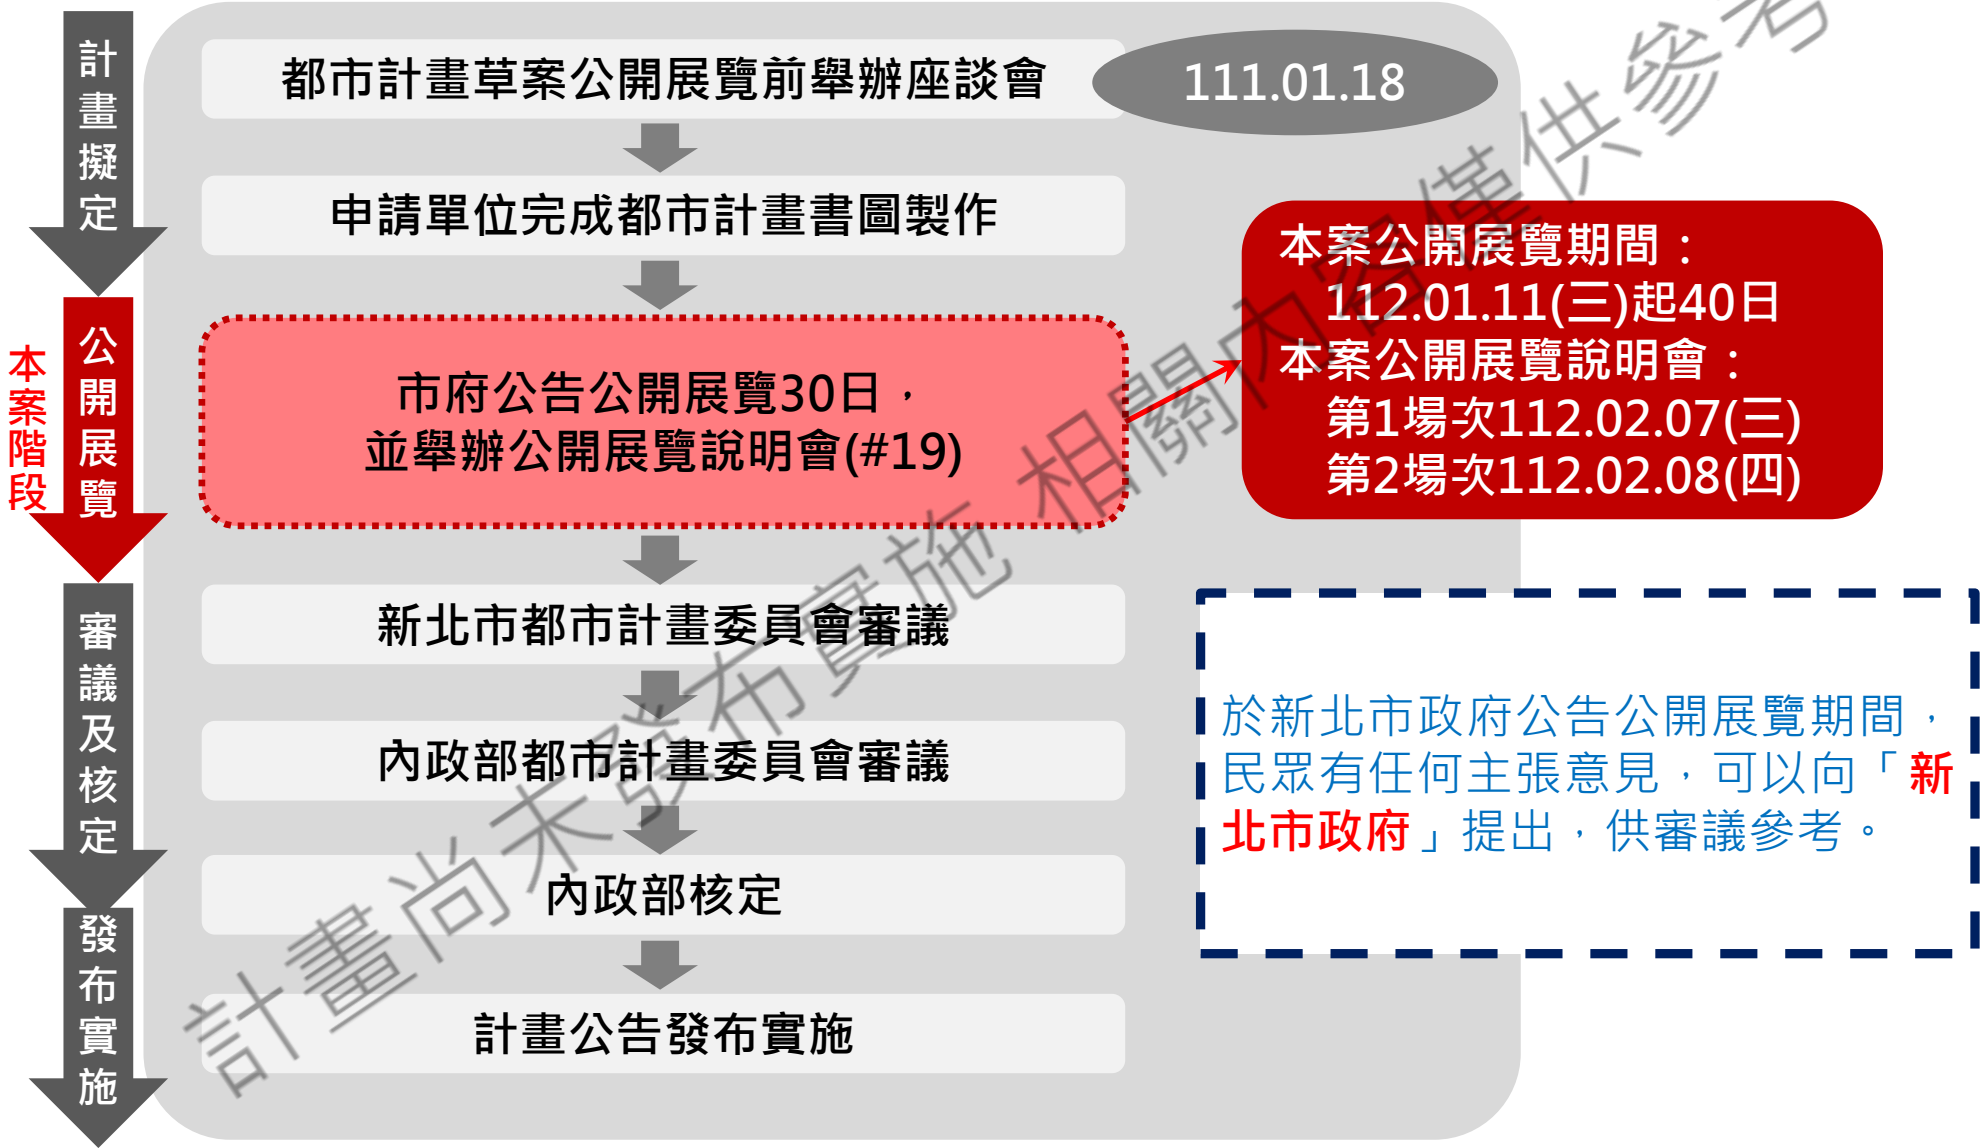 計畫擬定
都市計畫草案公開展覽前舉辦座談會
111.01.18
申請單位完成都市計畫書圖製作
本案階段
公開展覽
市府公告公開展覽30日，
並舉辦公開展覽說明會(#19)
本案公開展覽期間：
112.01.11(三)起40日
本案公開展覽說明會：
第1場次112.02.07(三)
第2場次112.02.08(四)
審議及核定
新北市都市計畫委員會審議
內政部都市計畫委員會審議
內政部核定
於新北市政府公告公開展覽期間，
民眾有任何主張意見，可以向「新
北市政府」提出，供審議參考。
發布實施
計畫公告發布實施
計畫尚未發布實施 相關內容僅供參考